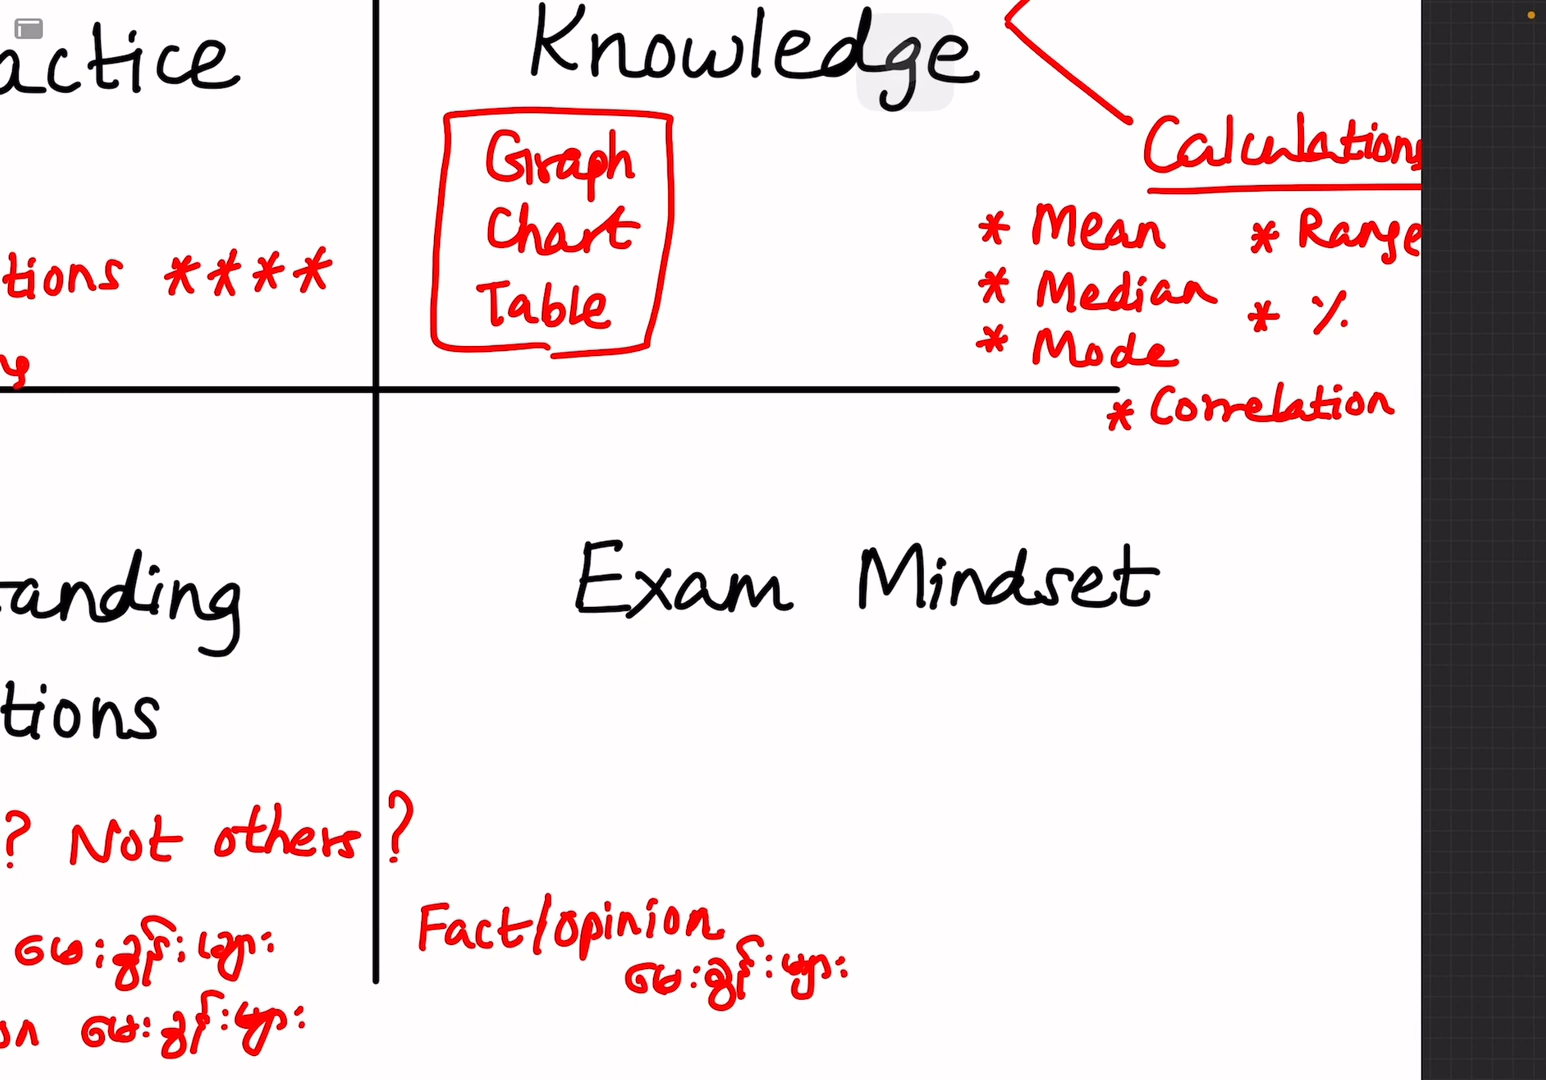 actice
Knowledge
Graph
Chart
Table
Calculations
* Mean * Range
* Median * %
* Mode
* Correlation
tions ****
tanding
tions
Exam Mindset
? Not others?
မေးခွန်းများ
Fact/opinion
မေးခွန်းများ
မေးခွန်းများ